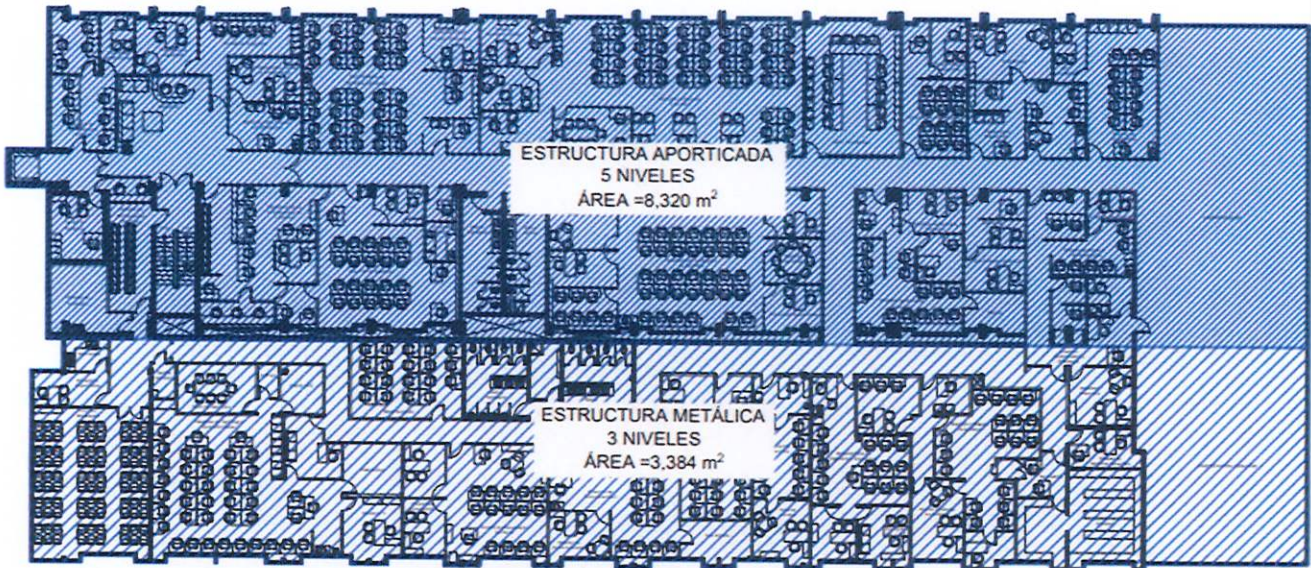 ESTRUCTURA APORTICADA
5 NIVELES
ÁREA =8,320 m²
ESTRUCTURA METÁLICA
3 NIVELES
ÁREA =3,384 m²